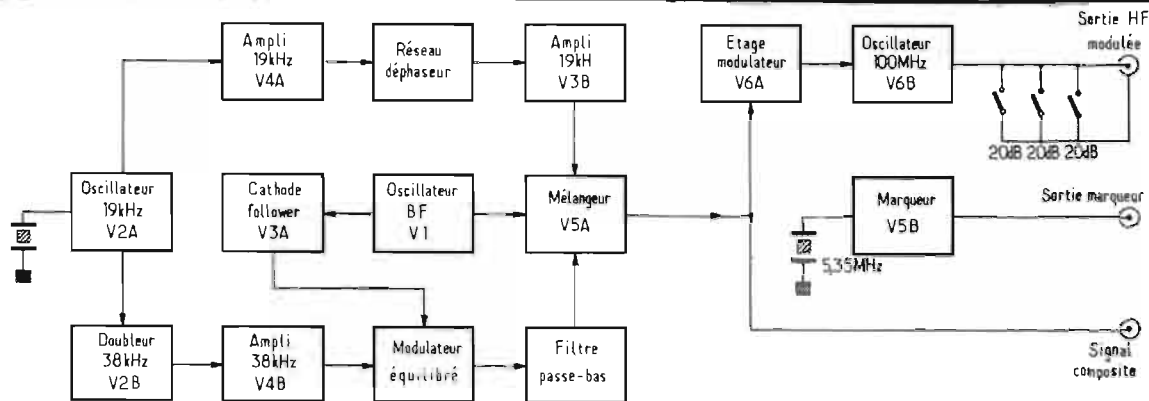 Ampli
19kHz
V4A
Réseau
déphaseur
Ampli
19kH
V3B
Etage
modulateur
V6A
Oscillateur
100MHz
V6B
Sortie HF
modulée
20dB 20dB 20dB
Oscillateur
19kHz
V2A
Cathode
follower
V3A
Oscillateur
BF
V1
Mélangeur
V5A
Marqueur
V5B
Sortie marqueur
5,35MHz
Doubleur
38kHz
V2B
Ampli
38kHz
V4B
Modulateur
équilibré
Filtre
passe-bas
Signal
composite